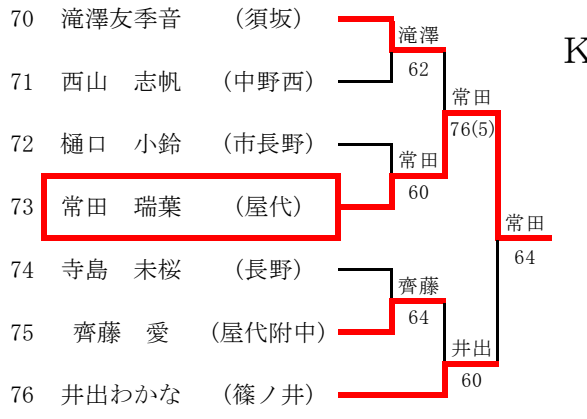 70 滝澤友季音 (須坂)
滝澤
K
62
71 西山 志帆 (中野西)
常田
76(5)
72 樋口 小鈴 (市長野)
常田
60
73 常田 瑞葉 (屋代)
常田
64
74 寺島 未桜 (長野)
齊藤
64
75 齊藤 愛 (屋代附中)
井出
60
76 井出わかな (篠ノ井)